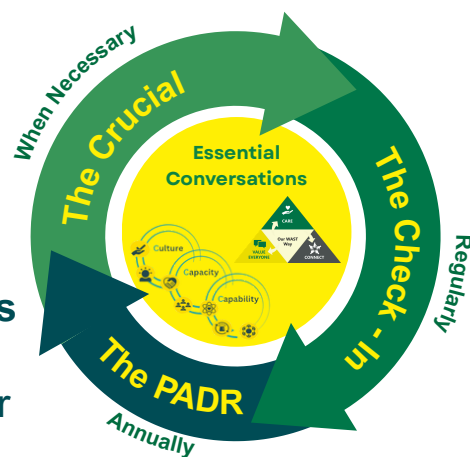 When Necessary
The Crucial
Essential
Conversations
The Check - In
Regularly
CARE
Our WAST
Way
VALUE
EVERYONE
CONNECT
Culture
Capacity
Capability
s
r
The PADR
Annually